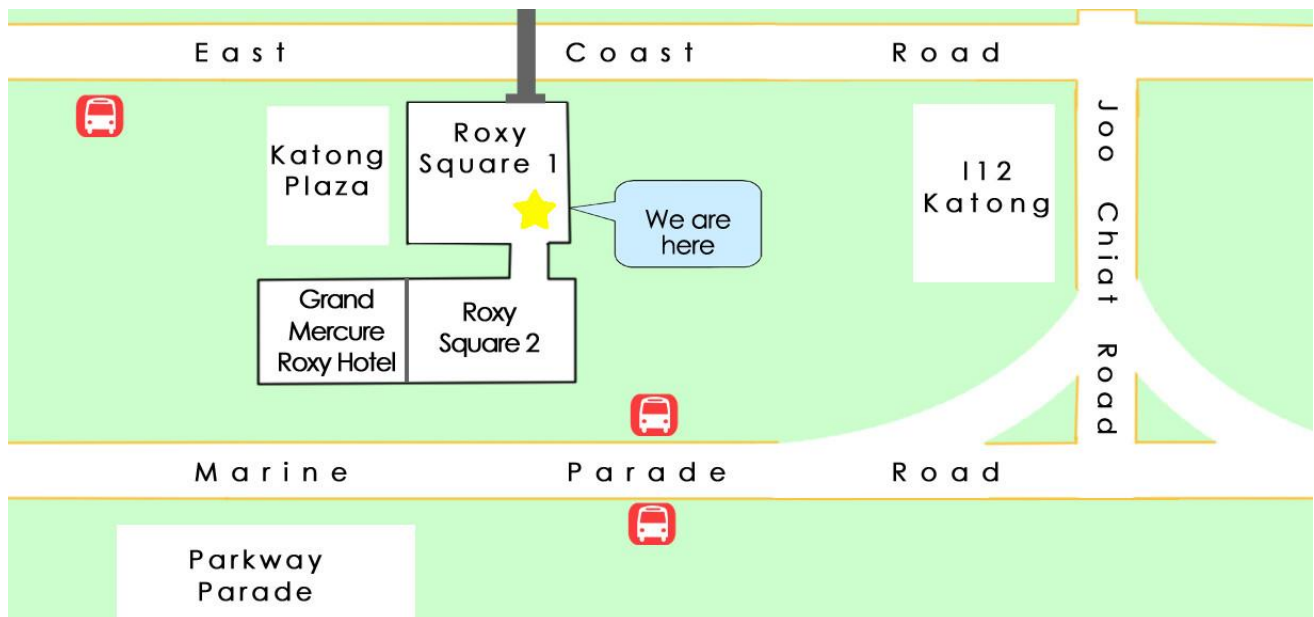 East Coast Road
Katong
Plaza
Roxy
Square 1
We are
here
I12
Katong
Joo Chiat Road
Grand
Mercure
Roxy Hotel
Roxy
Square 2
Marine Parade Road
Parkway
Parade